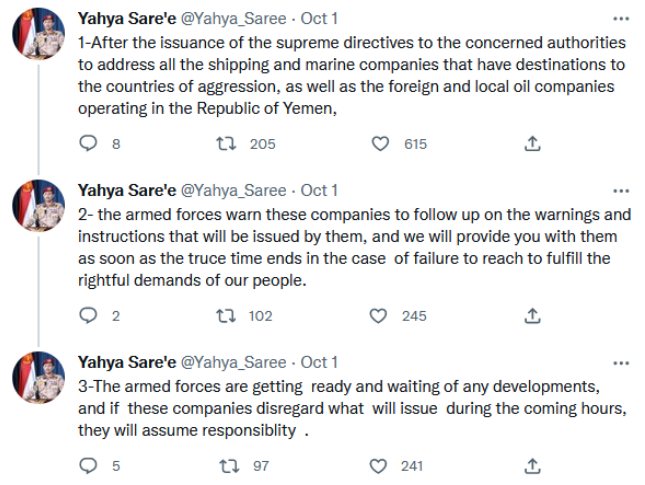 Yahya Sare'e @Yahya_Saree · Oct 1
1-After the issuance of the supreme directives to the concerned authorities
to address all the shipping and marine companies that have destinations to
the countries of aggression, as well as the foreign and local oil companies
operating in the Republic of Yemen,
8 205 615
Yahya Sare'e @Yahya_Saree · Oct 1
2- the armed forces warn these companies to follow up on the warnings and
instructions that will be issued by them, and we will provide you with them
as soon as the truce time ends in the case  of failure to reach to fulfill the
rightful demands of our people.
2 102 245
Yahya Sare'e @Yahya_Saree · Oct 1
3-The armed forces are getting  ready and waiting of any developments,
and if  these companies disregard what  will issue  during the coming hours,
they will assume responsiblity  .
5 97 241